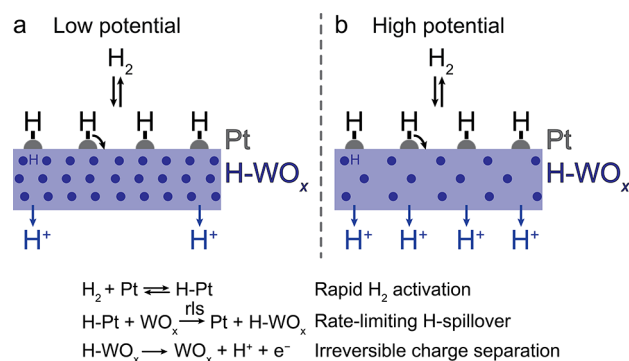 a Low potential
H₂
H H H H
Pt
H
H-WOₓ
H⁺ H⁺
b High potential
H₂
H H H H
Pt
H
H-WOₓ
H⁺ H⁺ H⁺ H⁺
H₂ + Pt ⇌ H-Pt Rapid H₂ activation
rls
H-Pt + WOₓ → Pt + H-WOₓ Rate-limiting H-spillover
H-WOₓ → WOₓ + H⁺ + e⁻ Irreversible charge separation